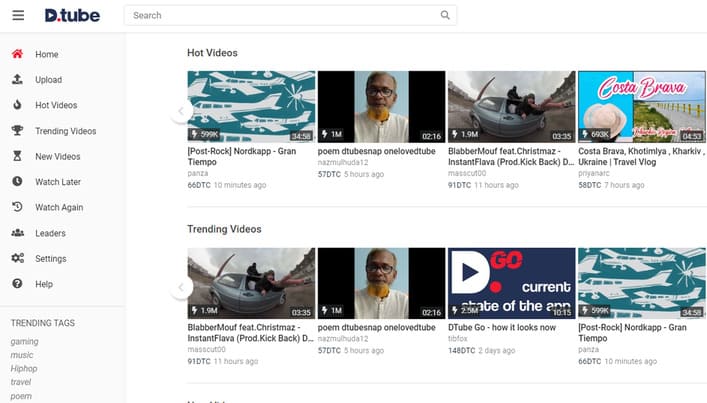 D.tube
Search
Home
Upload
Hot Videos
Trending Videos
New Videos
Watch Later
Watch Again
Leaders
Settings
Help
TRENDING TAGS
gaming
music
Hiphop
travel
poem
Hot Videos
599K
34:58
[Post-Rock] Nordkapp - Gran
Tiempo
panza
66DTC 10 minutes ago
1M
02:16
poem dtubesnap onelovedtube
nazmulhuda12
57DTC 5 hours ago
1.9M
03:35
BlabberMouf feat.Christmaz -
InstantFlava (Prod.Kick Back) D...
masscut00
91DTC 11 hours ago
Costa Brava
693K
04:53
Costa Brava, Khotimlya , Kharkiv ,
Ukraine | Travel Vlog
priyanarc
58DTC 7 hours ago
Trending Videos
1.9M
03:35
BlabberMouf feat.Christmaz -
InstantFlava (Prod.Kick Back) D...
masscut00
91DTC 11 hours ago
1M
02:16
poem dtubesnap onelovedtube
nazmulhuda12
57DTC 5 hours ago
D.
GO
current
state of the app
2.5M
10:15
DTube Go - how it looks now
tibfox
148DTC 2 days ago
599K
34:58
[Post-Rock] Nordkapp - Gran
Tiempo
panza
66DTC 10 minutes ago